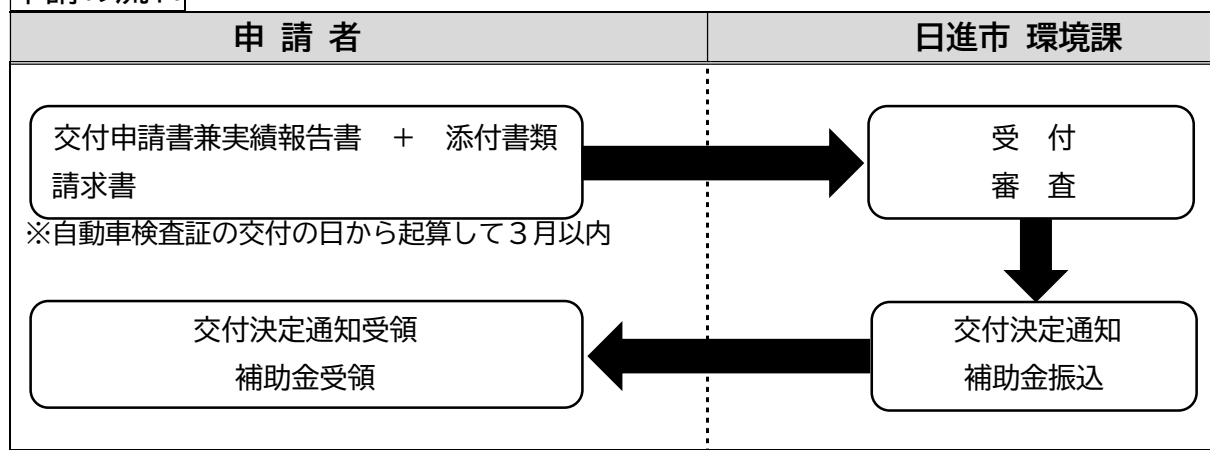 申請者 日進市 環境課
交付申請書兼実績報告書 + 添付書類
請求書
受 付
審 査
※自動車検査証の交付の日から起算して３月以内
交付決定通知受領
補助金受領
交付決定通知
補助金振込